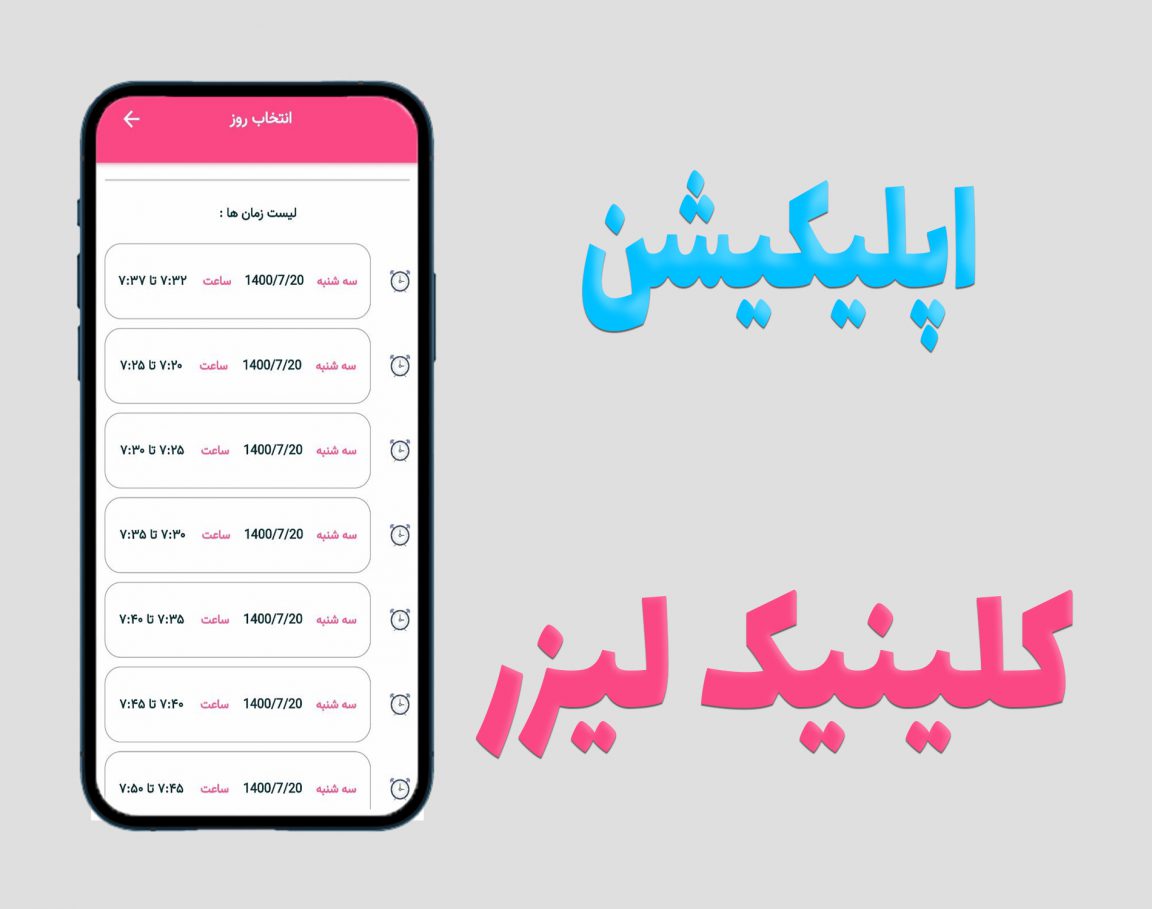 انتخاب روز
لیست زمان ها :
سه شنبه 1400/7/20 ساعت ۷:۳۲ تا ۷:۳۷
سه شنبه 1400/7/20 ساعت ۷:۲۰ تا ۷:۲۵
سه شنبه 1400/7/20 ساعت ۷:۲۵ تا ۷:۳۰
سه شنبه 1400/7/20 ساعت ۷:۳۰ تا ۷:۳۵
سه شنبه 1400/7/20 ساعت ۷:۳۵ تا ۷:۴۰
سه شنبه 1400/7/20 ساعت ۷:۴۰ تا ۷:۴۵
سه شنبه 1400/7/20 ساعت ۷:۴۵ تا ۷:۵۰
اپلیکیشن
کلینیک لیزر